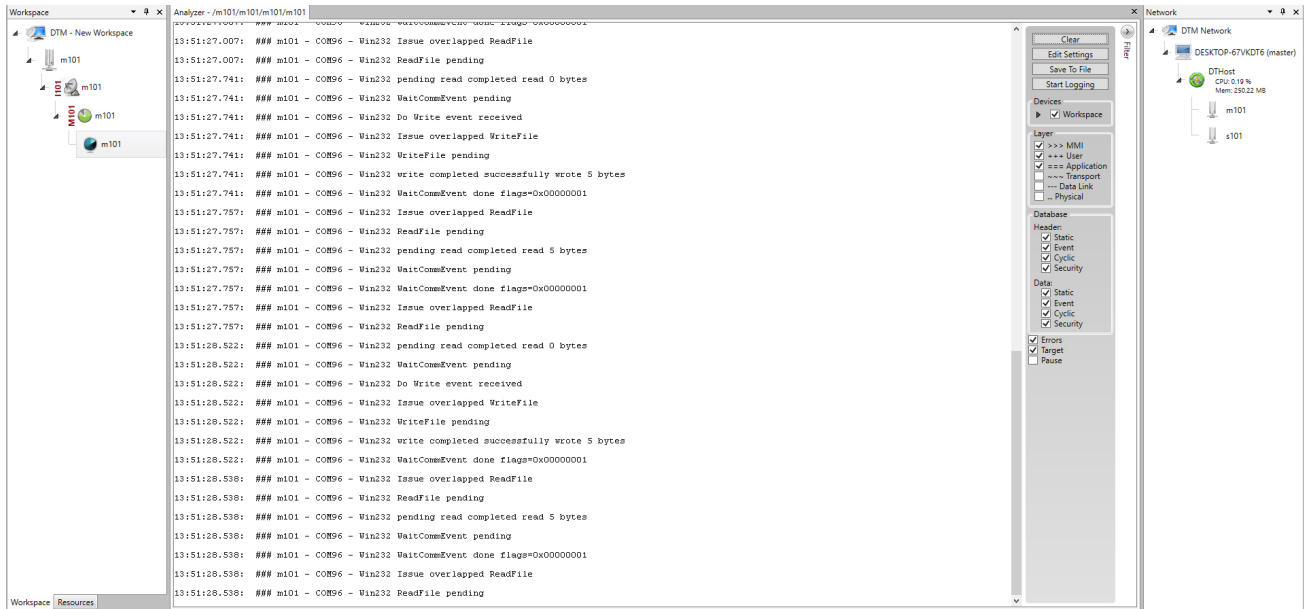 Workspace
DTM - New Workspace
m101
I101 m101
M101 m101
m101
Workspace Resources
Analyzer - /m101/m101/m101/m101
13:51:27.007: ### m101 - COM96 - Win232 WaitCommEvent done flags=0x00000001
13:51:27.007: ### m101 - COM96 - Win232 Issue overlapped ReadFile
13:51:27.007: ### m101 - COM96 - Win232 ReadFile pending
13:51:27.741: ### m101 - COM96 - Win232 pending read completed read 0 bytes
13:51:27.741: ### m101 - COM96 - Win232 WaitCommEvent pending
13:51:27.741: ### m101 - COM96 - Win232 Do Write event received
13:51:27.741: ### m101 - COM96 - Win232 Issue overlapped WriteFile
13:51:27.741: ### m101 - COM96 - Win232 WriteFile pending
13:51:27.741: ### m101 - COM96 - Win232 write completed successfully wrote 5 bytes
13:51:27.741: ### m101 - COM96 - Win232 WaitCommEvent done flags=0x00000001
13:51:27.757: ### m101 - COM96 - Win232 Issue overlapped ReadFile
13:51:27.757: ### m101 - COM96 - Win232 ReadFile pending
13:51:27.757: ### m101 - COM96 - Win232 pending read completed read 5 bytes
13:51:27.757: ### m101 - COM96 - Win232 WaitCommEvent pending
13:51:27.757: ### m101 - COM96 - Win232 WaitCommEvent done flags=0x00000001
13:51:27.757: ### m101 - COM96 - Win232 Issue overlapped ReadFile
13:51:27.757: ### m101 - COM96 - Win232 ReadFile pending
13:51:28.522: ### m101 - COM96 - Win232 pending read completed read 0 bytes
13:51:28.522: ### m101 - COM96 - Win232 WaitCommEvent pending
13:51:28.522: ### m101 - COM96 - Win232 Do Write event received
13:51:28.522: ### m101 - COM96 - Win232 Issue overlapped WriteFile
13:51:28.522: ### m101 - COM96 - Win232 WriteFile pending
13:51:28.522: ### m101 - COM96 - Win232 write completed successfully wrote 5 bytes
13:51:28.522: ### m101 - COM96 - Win232 WaitCommEvent done flags=0x00000001
13:51:28.538: ### m101 - COM96 - Win232 Issue overlapped ReadFile
13:51:28.538: ### m101 - COM96 - Win232 ReadFile pending
13:51:28.538: ### m101 - COM96 - Win232 pending read completed read 5 bytes
13:51:28.538: ### m101 - COM96 - Win232 WaitCommEvent pending
13:51:28.538: ### m101 - COM96 - Win232 WaitCommEvent done flags=0x00000001
13:51:28.538: ### m101 - COM96 - Win232 Issue overlapped ReadFile
13:51:28.538: ### m101 - COM96 - Win232 ReadFile pending
Clear
Edit Settings
Save To File
Start Logging
Filter
Devices
Workspace
Layer
>>> MMI
+++ User
=== Application
~~~ Transport
--- Data Link
... Physical
Database
Header:
Static
Event
Cyclic
Security
Data:
Static
Event
Cyclic
Security
Errors
Target
Pause
Network
DTM Network
DESKTOP-67VKDT6 (master)
DTHost
CPU: 0.19 %
Mem: 250.22 MB
m101
s101